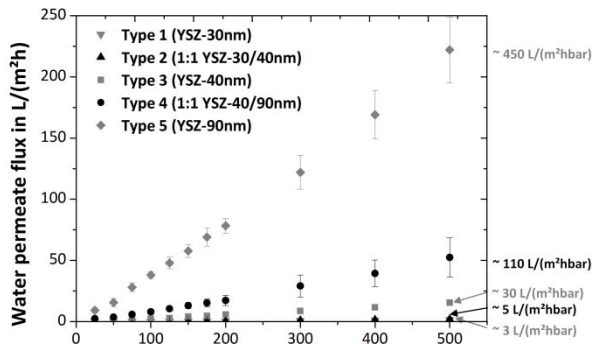 Water permeate flux in L/(m²h)
250
200
150
100
50
0
Type 1 (YSZ-30nm)
Type 2 (1:1 YSZ-30/40nm)
Type 3 (YSZ-40nm)
Type 4 (1:1 YSZ-40/90nm)
Type 5 (YSZ-90nm)
~ 450 L/(m²hbar)
~ 110 L/(m²hbar)
~ 30 L/(m²hbar)
~ 5 L/(m²hbar)
~ 3 L/(m²hbar)
0 100 200 300 400 500